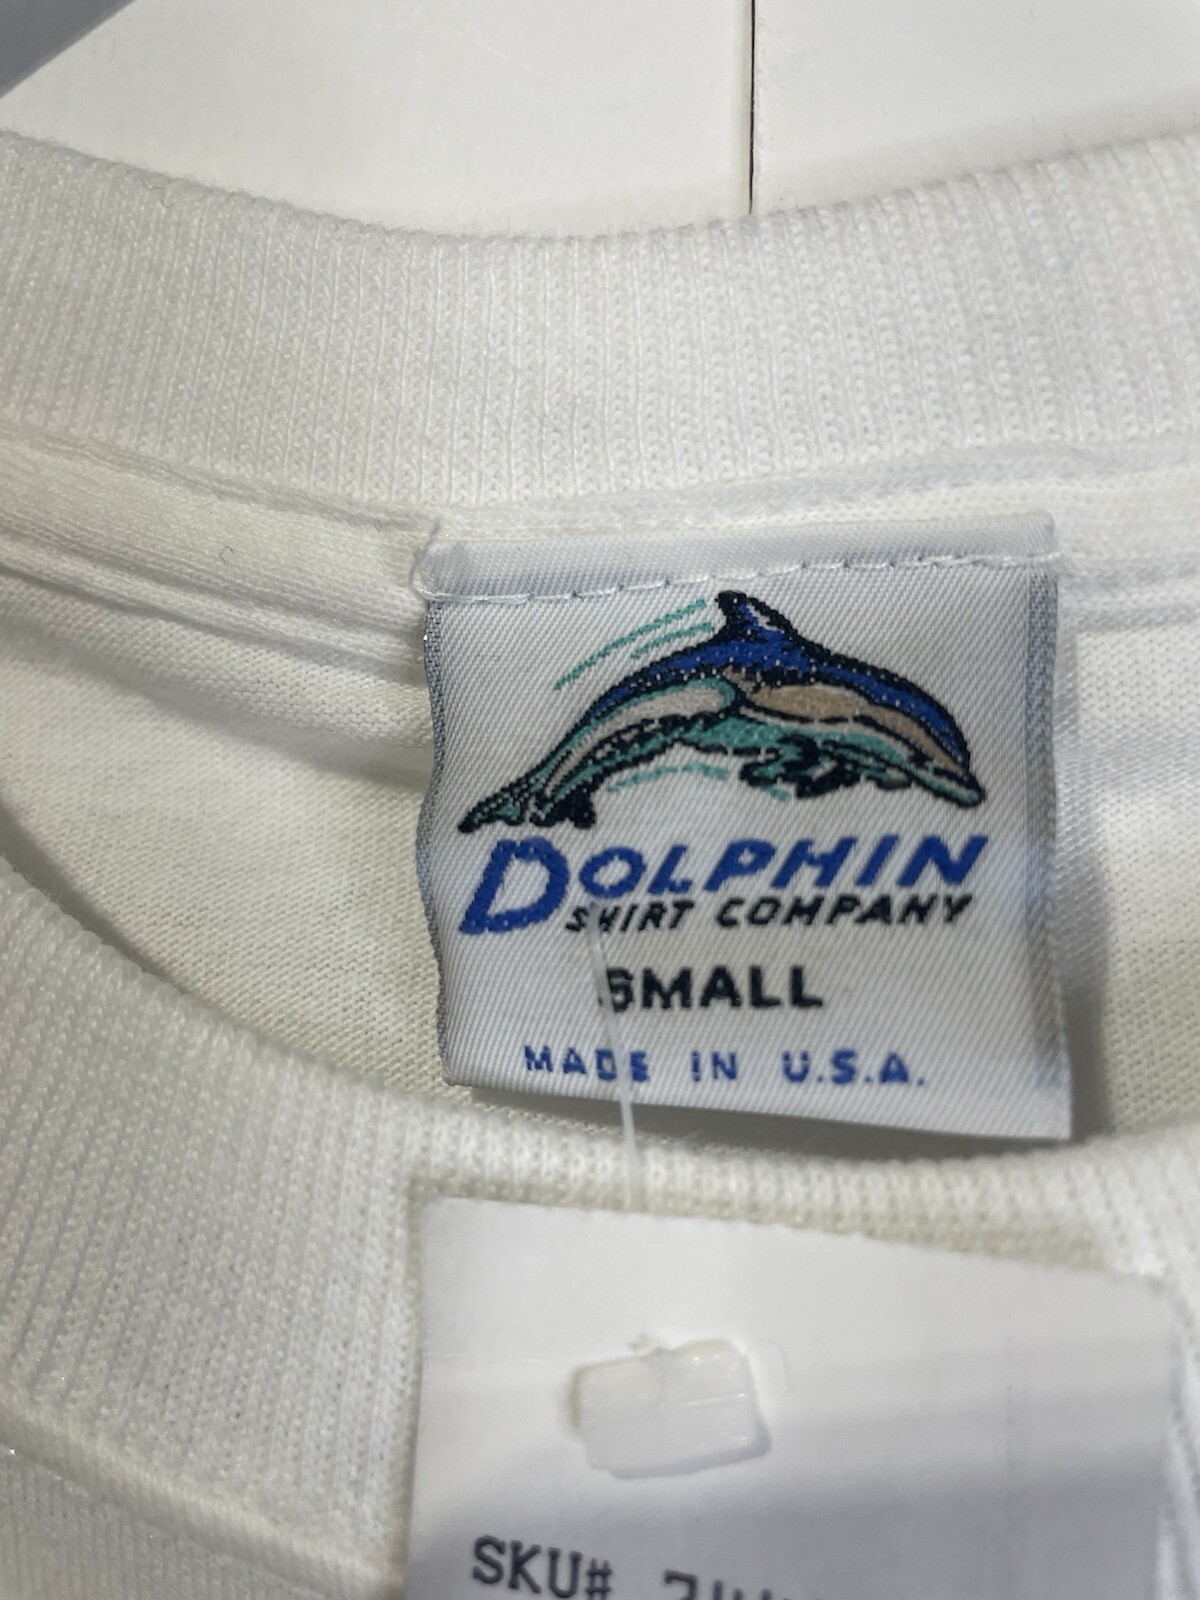 DOLPHIN
SHIRT COMPANY
SMALL
MADE IN U.S.A.
SKU#